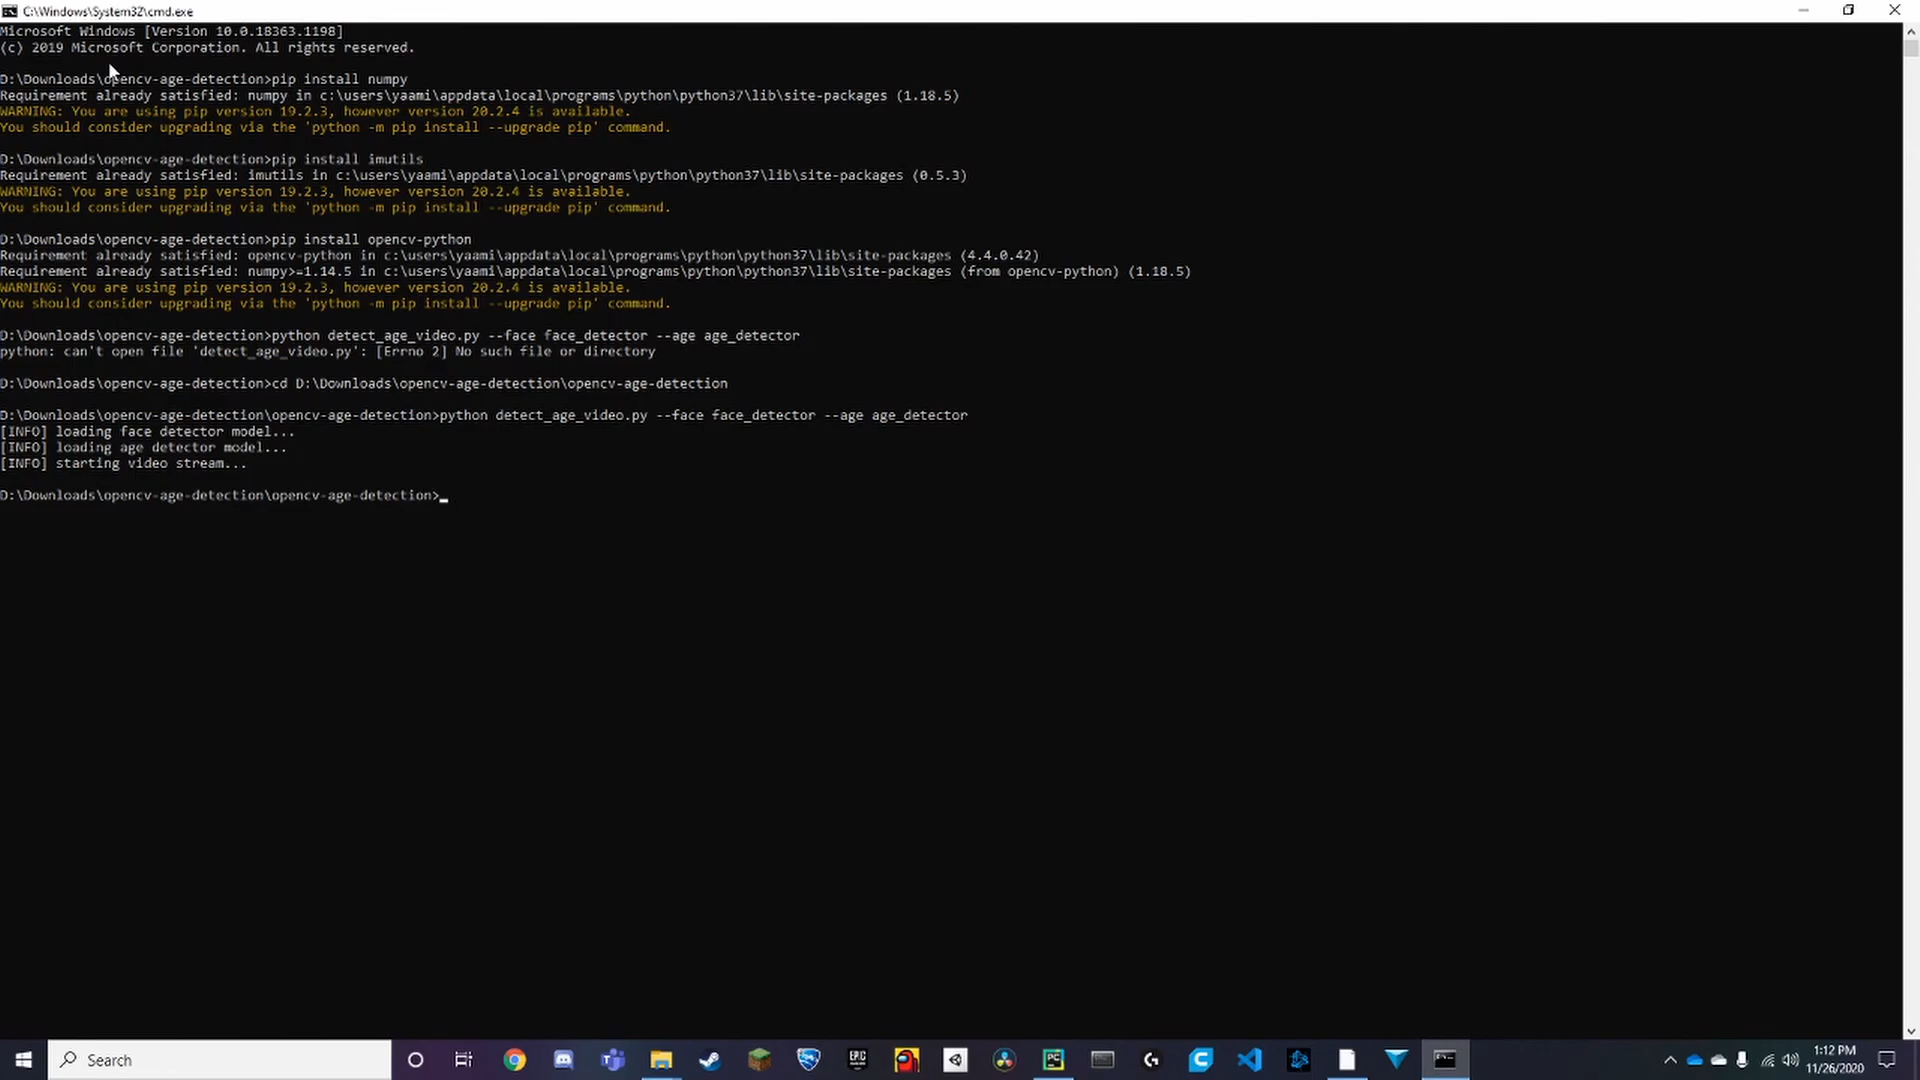 C:\Windows\System32\cmd.exe
Microsoft Windows [Version 10.0.18363.1198]
(c) 2019 Microsoft Corporation. All rights reserved.
D:\Downloads\opencv-age-detection>pip install numpy
Requirement already satisfied: numpy in c:\users\yaami\appdata\local\programs\python\python37\lib\site-packages (1.18.5)
WARNING: You are using pip version 19.2.3, however version 20.2.4 is available.
You should consider upgrading via the 'python -m pip install --upgrade pip' command.
D:\Downloads\opencv-age-detection>pip install imutils
Requirement already satisfied: imutils in c:\users\yaami\appdata\local\programs\python\python37\lib\site-packages (0.5.3)
WARNING: You are using pip version 19.2.3, however version 20.2.4 is available.
You should consider upgrading via the 'python -m pip install --upgrade pip' command.
D:\Downloads\opencv-age-detection>pip install opencv-python
Requirement already satisfied: opencv-python in c:\users\yaami\appdata\local\programs\python\python37\lib\site-packages (4.4.0.42)
Requirement already satisfied: numpy>=1.14.5 in c:\users\yaami\appdata\local\programs\python\python37\lib\site-packages (from opencv-python) (1.18.5)
WARNING: You are using pip version 19.2.3, however version 20.2.4 is available.
You should consider upgrading via the 'python -m pip install --upgrade pip' command.
D:\Downloads\opencv-age-detection>python detect_age_video.py --face face_detector --age age_detector
python: can't open file 'detect_age_video.py': [Errno 2] No such file or directory
D:\Downloads\opencv-age-detection>cd D:\Downloads\opencv-age-detection\opencv-age-detection
D:\Downloads\opencv-age-detection\opencv-age-detection>python detect_age_video.py --face face_detector --age age_detector
[INFO] loading face detector model...
[INFO] loading age detector model...
[INFO] starting video stream...
D:\Downloads\opencv-age-detection\opencv-age-detection>
Search
EPIC
PC
1:12 PM
11/26/2020